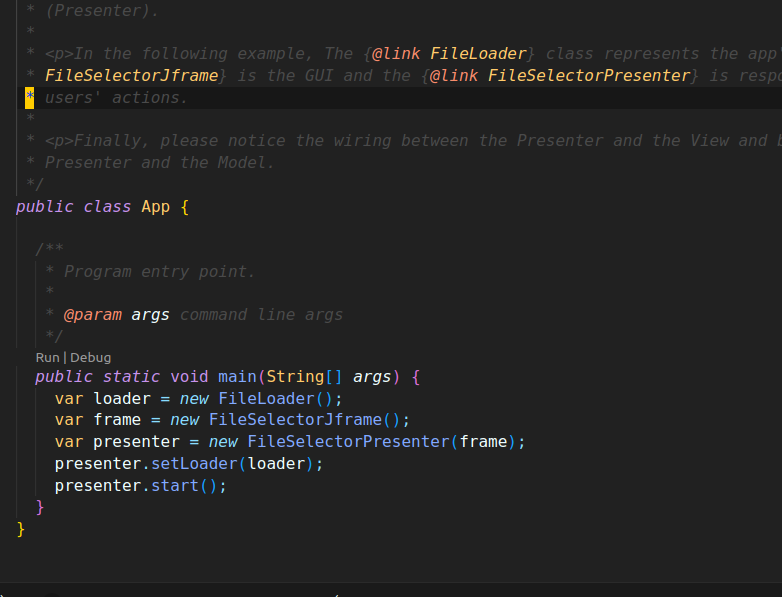 * (Presenter).
*
* <p>In the following example, The {@link FileLoader} class represents the app'
* FileSelectorJframe} is the GUI and the {@link FileSelectorPresenter} is
* users' actions.
*
* <p>Finally, please notice the wiring between the Presenter and the View and
* Presenter and the Model.
*/
public class App {
/**
* Program entry point.
*
* @param args command line args
*/
Run | Debug
public static void main(String[] args) {
var loader = new FileLoader();
var frame = new FileSelectorJframe();
var presenter = new FileSelectorPresenter(frame);
presenter.setLoader(loader);
presenter.start();
}
}